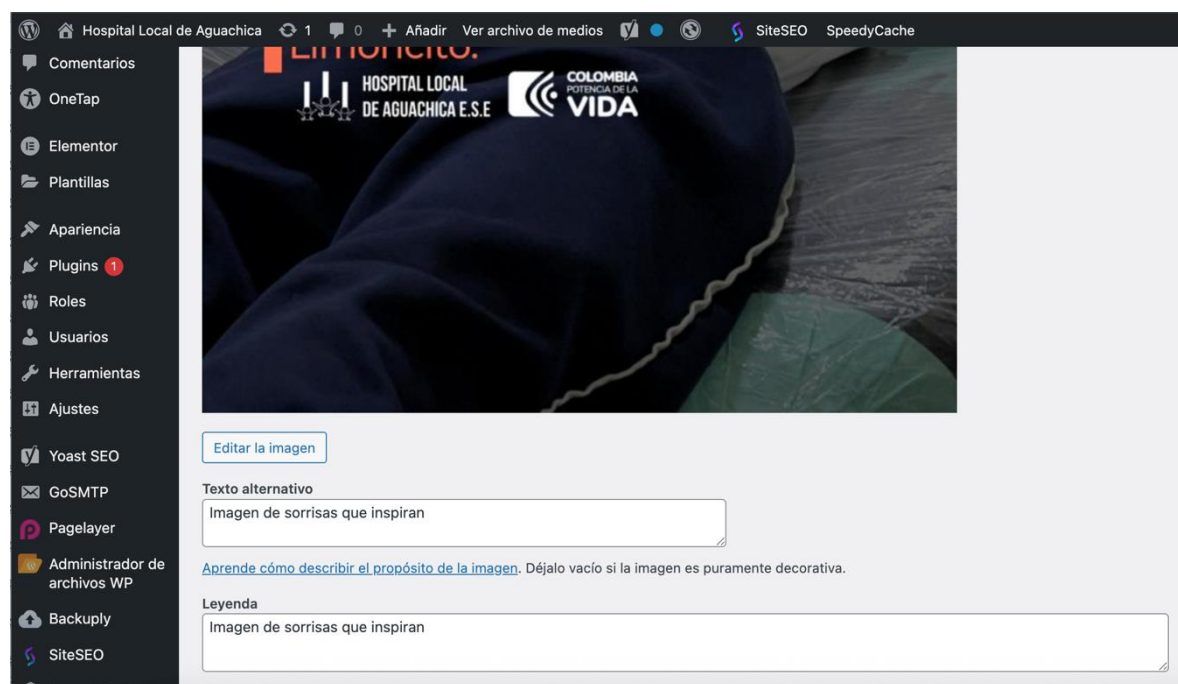 Hospital Local de Aguachica 1 0 + Añadir Ver archivo de medios SiteSEO SpeedyCache
Comentarios
OneTap
Elementor
Plantillas
Apariencia
Plugins 1
Roles
Usuarios
Herramientas
Ajustes
Yoast SEO
GoSMTP
Pagelayer
Administrador de
archivos WP
Backuply
SiteSEO
Limoncito.
HOSPITAL LOCAL
DE AGUACHICA E.S.E
COLOMBIA
POTENCIA DE LA
VIDA
Editar la imagen
Texto alternativo
Imagen de sorrisas que inspiran
Aprende cómo describir el propósito de la imagen. Déjalo vacío si la imagen es puramente decorativa.
Leyenda
Imagen de sorrisas que inspiran